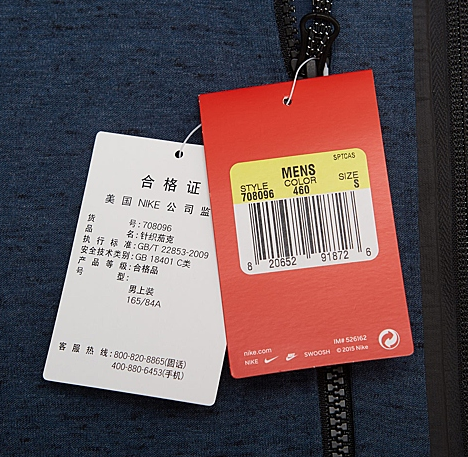 合格证
美国 NIKE 公司监
货号: 708096
品名: 针织茄克
执行标准: GB/T 22853-2009
安全技术类别: GB 18401 C类
产品等级: 合格品
号型:
男上装
165/84A
客服热线: 800-820-8865(固话)
400-880-6453(手机)
SPTCAS
MENS
STYLE COLOR SIZE
708096 460 S
8 20652 91872 6
IM# 526162
nike.com
NIKE SWOOSH © 2015 Nike